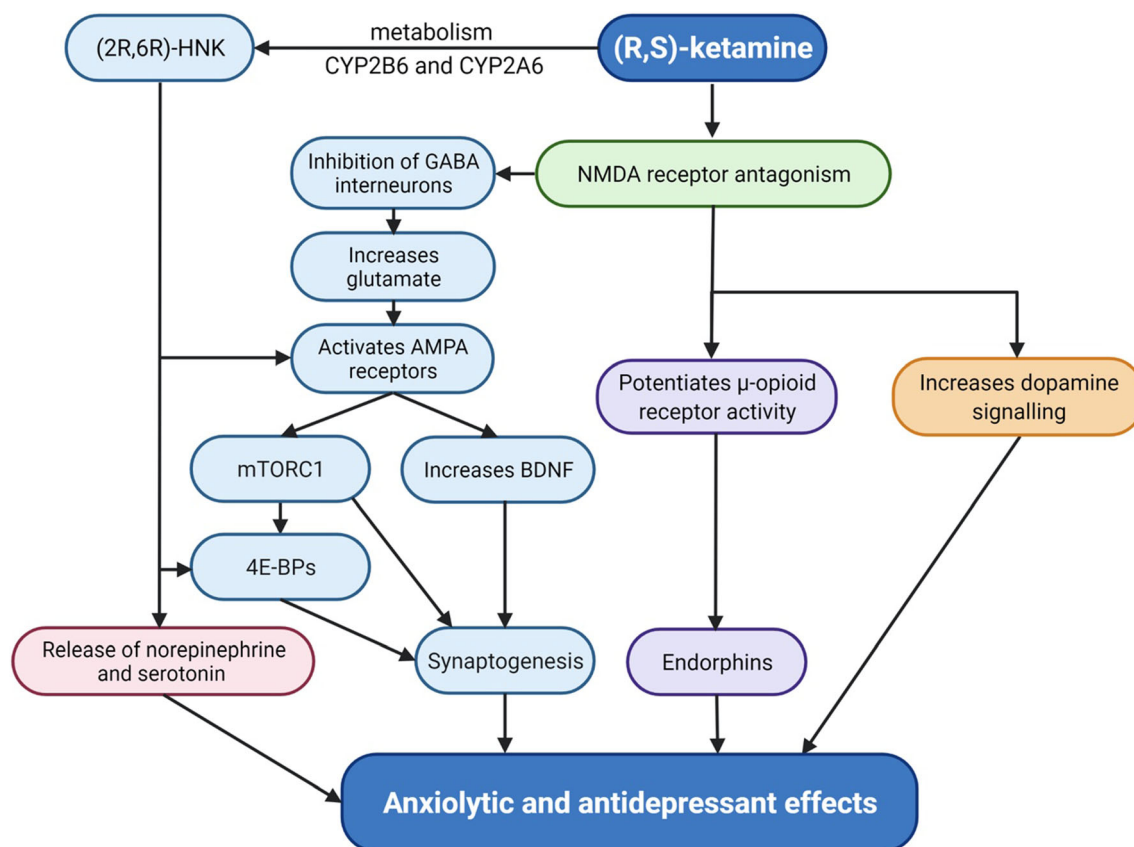 (2R,6R)-HNK
metabolism
CYP2B6 and CYP2A6
(R,S)-ketamine
Inhibition of GABA
interneurons
NMDA receptor antagonism
Increases
glutamate
Activates AMPA
receptors
Potentiates μ-opioid
receptor activity
Increases dopamine
signalling
mTORC1
Increases BDNF
4E-BPs
Release of norepinephrine
and serotonin
Synaptogenesis
Endorphins
Anxiolytic and antidepressant effects